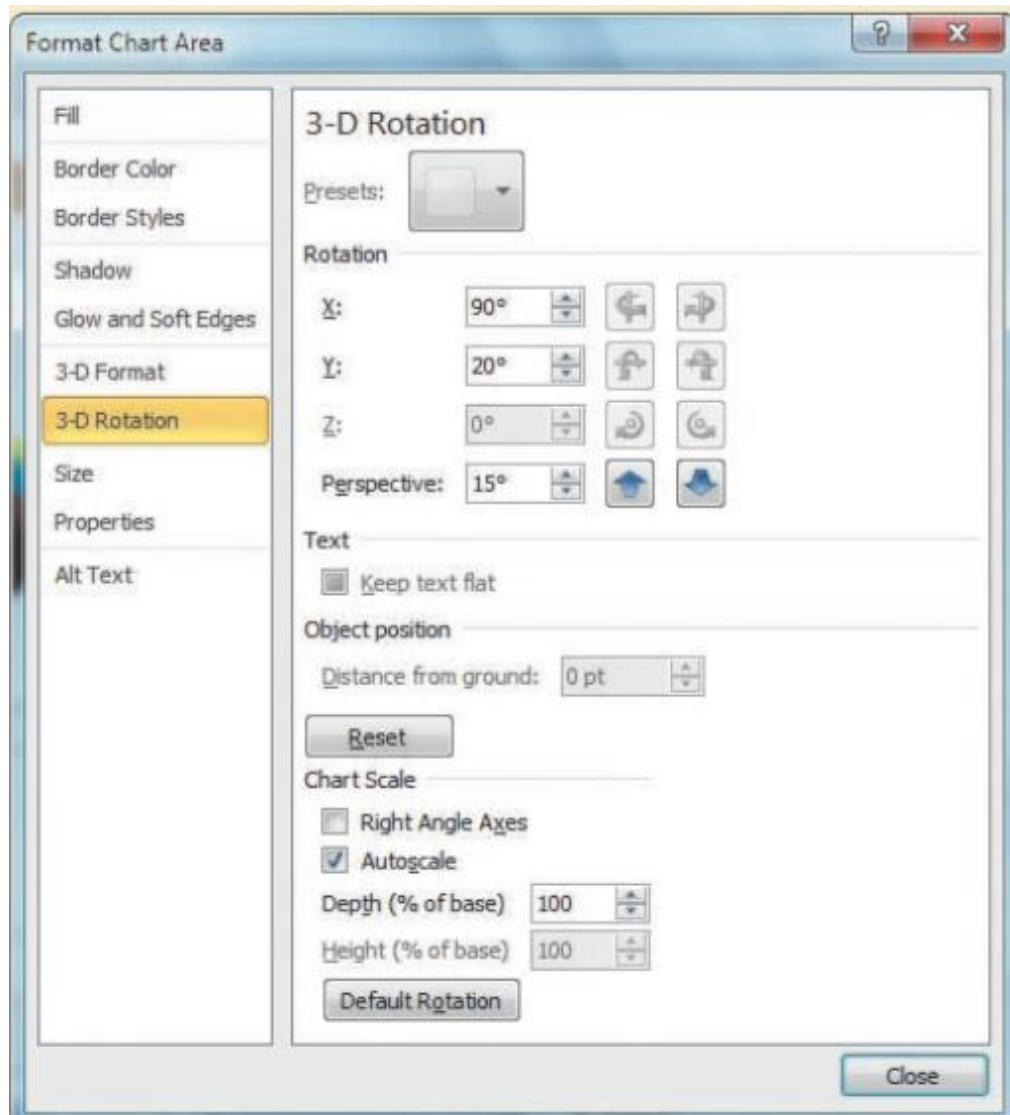 Format Chart Area
Fill
Border Color
Border Styles
Shadow
Glow and Soft Edges
3-D Format
3-D Rotation
Size
Properties
Alt Text
3-D Rotation
Presets:
Rotation
X: 90°
Y: 20°
Z: 0°
Perspective: 15°
Text
Keep text flat
Object position
Distance from ground: 0 pt
Reset
Chart Scale
Right Angle Axes
Autoscale
Depth (% of base) 100
Height (% of base) 100
Default Rotation
Close